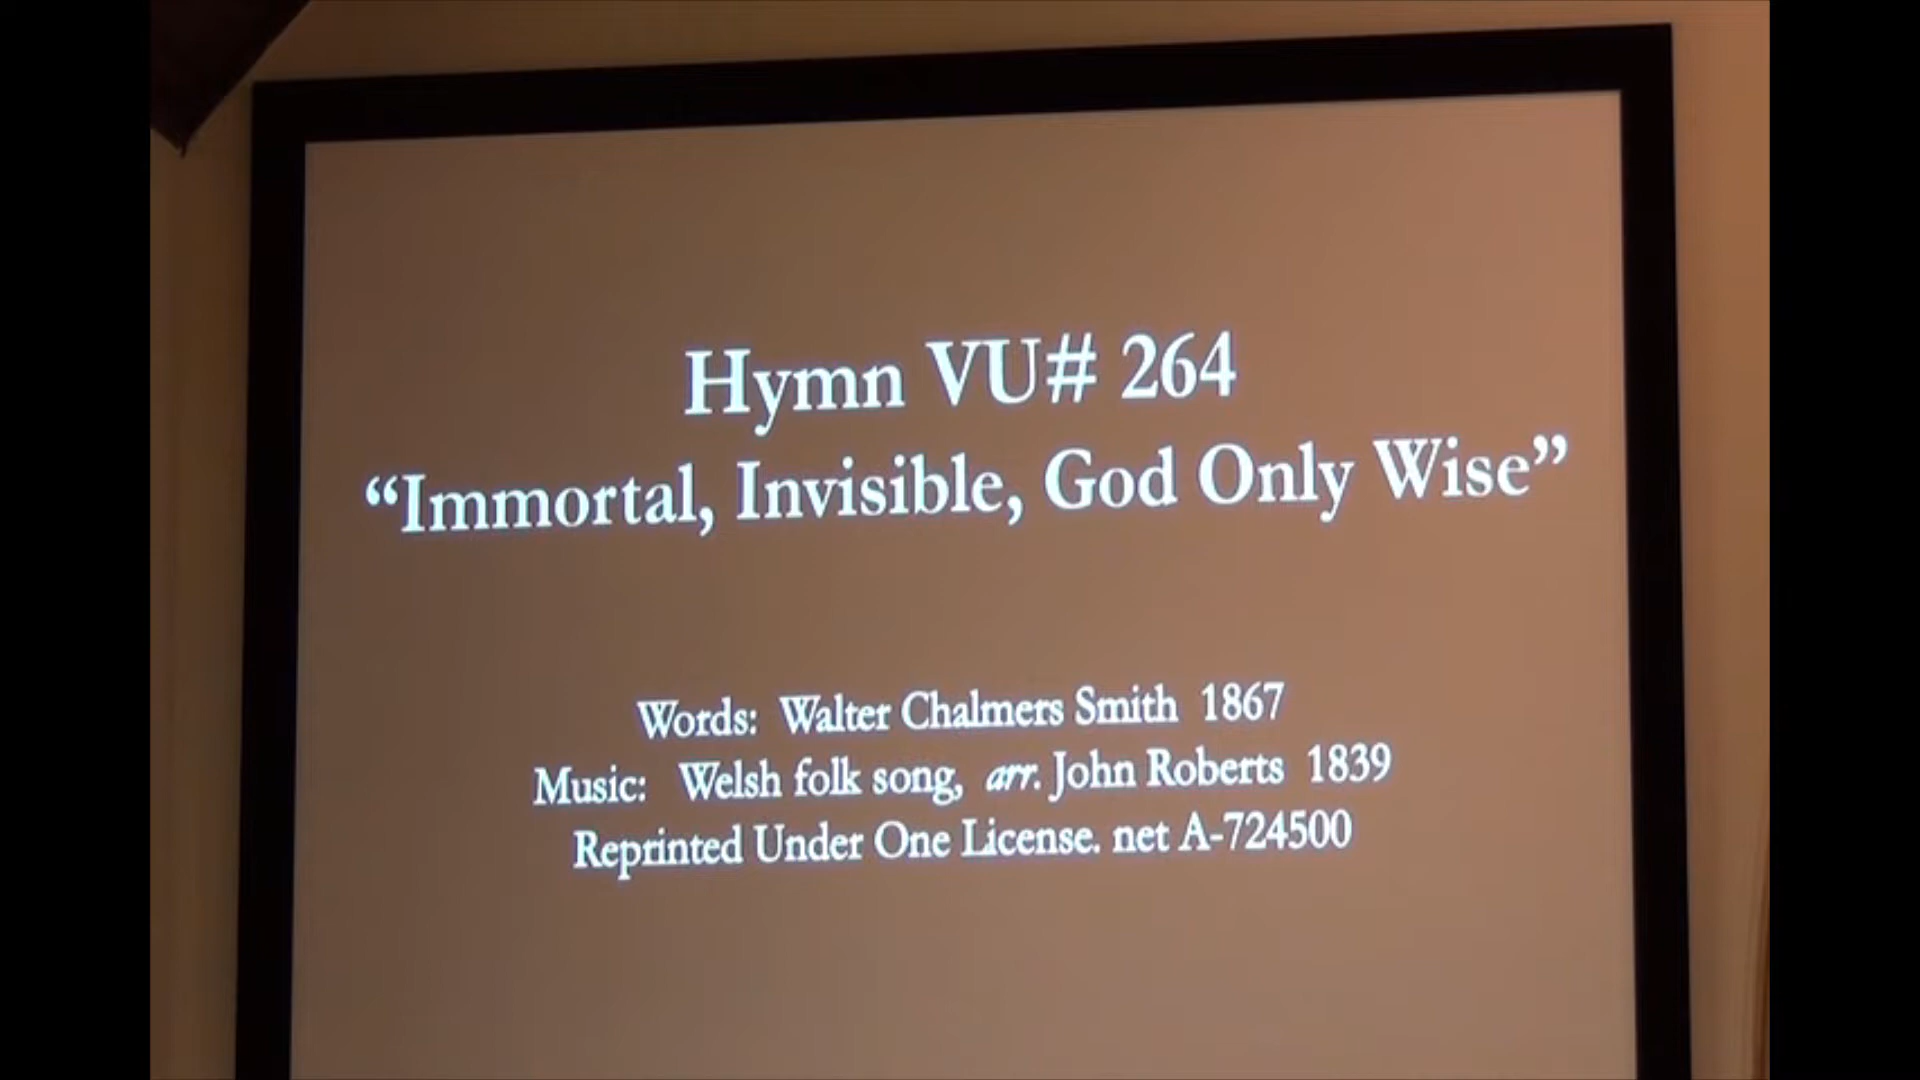 Hymn VU# 264
“Immortal, Invisible, God Only Wise”
Words: Walter Chalmers Smith 1867
Music: Welsh folk song, arr. John Roberts 1839
Reprinted Under One License. net A-724500